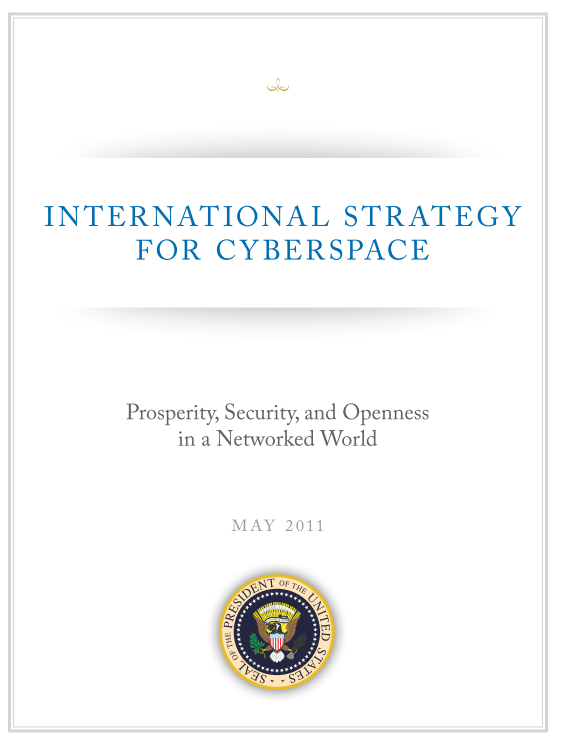 INTERNATIONAL STRATEGY
FOR CYBERSPACE
Prosperity, Security, and Openness
in a Networked World
MAY 2011
SEAL OF THE PRESIDENT OF THE UNITED STATES